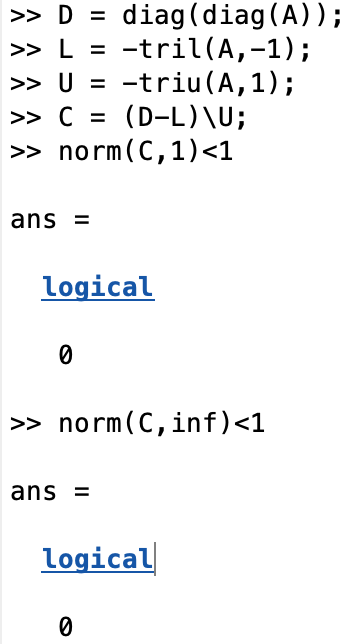 >> D = diag(diag(A));
>> L = -tril(A,-1);
>> U = -triu(A,1);
>> C = (D-L)\U;
>> norm(C,1)<1
ans =
logical
0
>> norm(C,inf)<1
ans =
logical
0